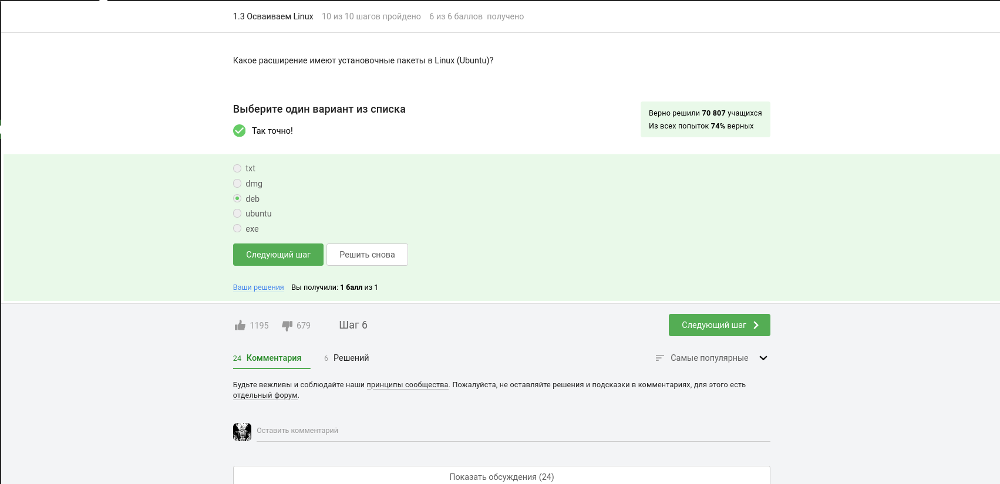 1.3 Осваиваем Linux 10 из 10 шагов пройдено 6 из 6 баллов получено
Какое расширение имеют установочные пакеты в Linux (Ubuntu)?
Выберите один вариант из списка
Так точно!
Верно решили 70 807 учащихся
Из всех попыток 74% верных
txt
dmg
deb
ubuntu
exe
Следующий шаг Решить снова
Ваши решения Вы получили: 1 балл из 1
1195 679 Шаг 6 Следующий шаг
24 Комментария 6 Решений Самые популярные
Будьте вежливы и соблюдайте наши принципы сообщества. Пожалуйста, не оставляйте решения и подсказки в комментариях, для этого есть
отдельный форум.
Оставить комментарий
Показать обсуждения (24)